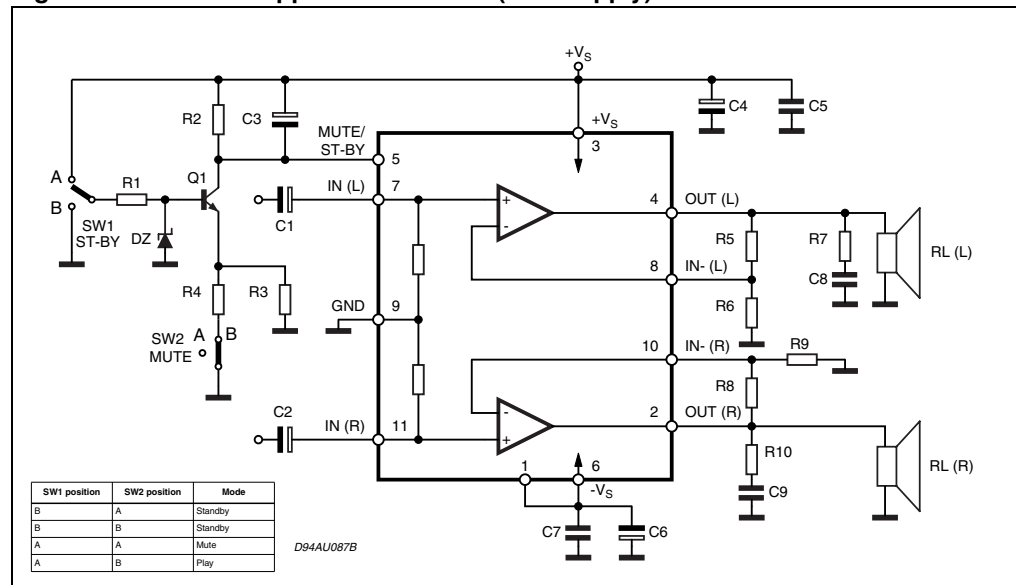 +VS
R2
C3
C4
C5
MUTE/
ST-BY
5
+VS
3
A
B
R1
Q1
SW1
ST-BY
DZ
IN (L)
7
C1
4
OUT (L)
R5
R7
RL (L)
8
IN- (L)
C8
R4
R3
GND
9
R6
SW2
MUTE
A
B
10
IN- (R)
R9
R8
C2
IN (R)
11
2
OUT (R)
R10
RL (R)
1
6
-VS
C9
C7
C6
SW1 position SW2 position Mode
B A Standby
B B Standby
A A Mute
A B Play
D94AU087B
+
-
-
+